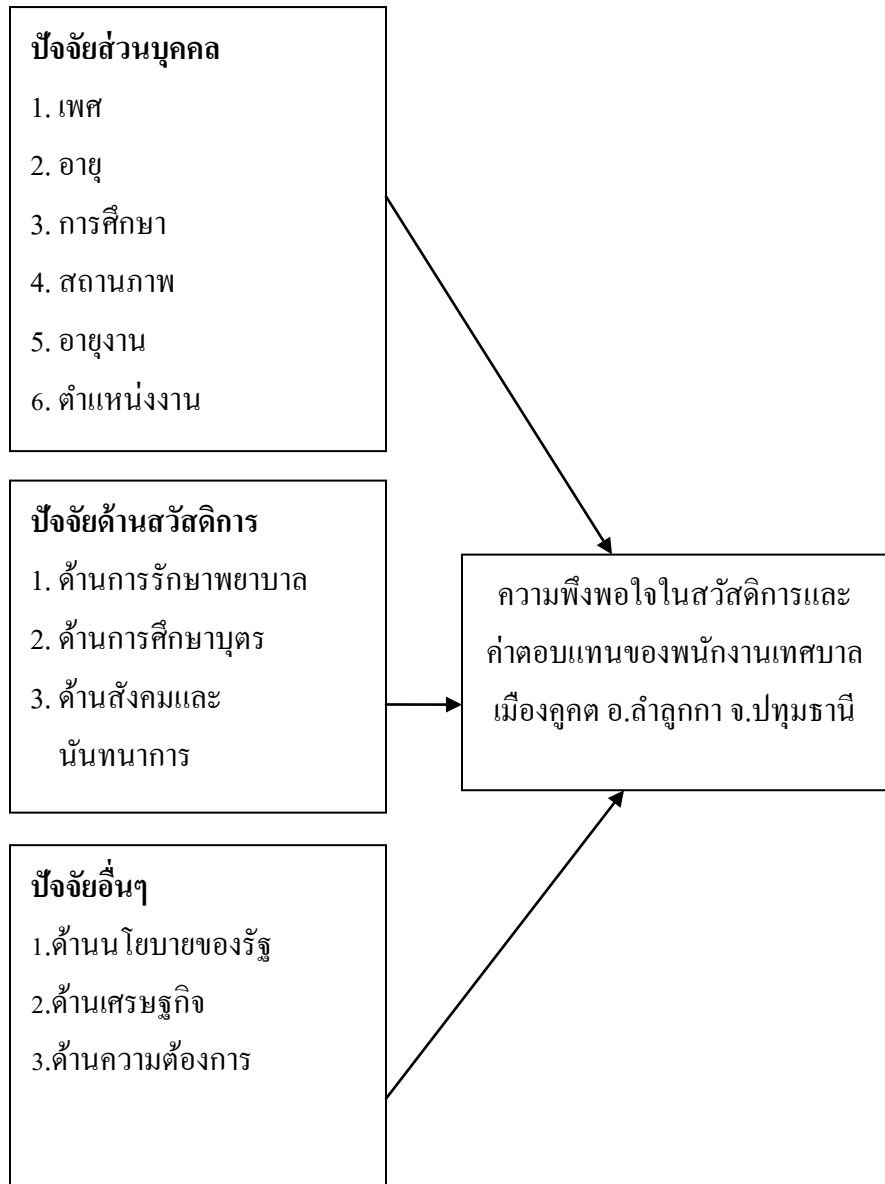 ปัจจัยส่วนบุคคล
1. เพศ
2. อายุ
3. การศึกษา
4. สถานภาพ
5. อายุงาน
6. ตำแหน่งงาน
ปัจจัยด้านสวัสดิการ
1. ด้านการรักษาพยาบาล
2. ด้านการศึกษาบุตร
3. ด้านสังคมและ
นันทนาการ
ความพึงพอใจในสวัสดิการและ
ค่าตอบแทนของพนักงานเทศบาล
เมืองคูคต อ.ลำลูกกา จ.ปทุมธานี
ปัจจัยอื่นๆ
1.ด้านนโยบายของรัฐ
2.ด้านเศรษฐกิจ
3.ด้านความต้องการ